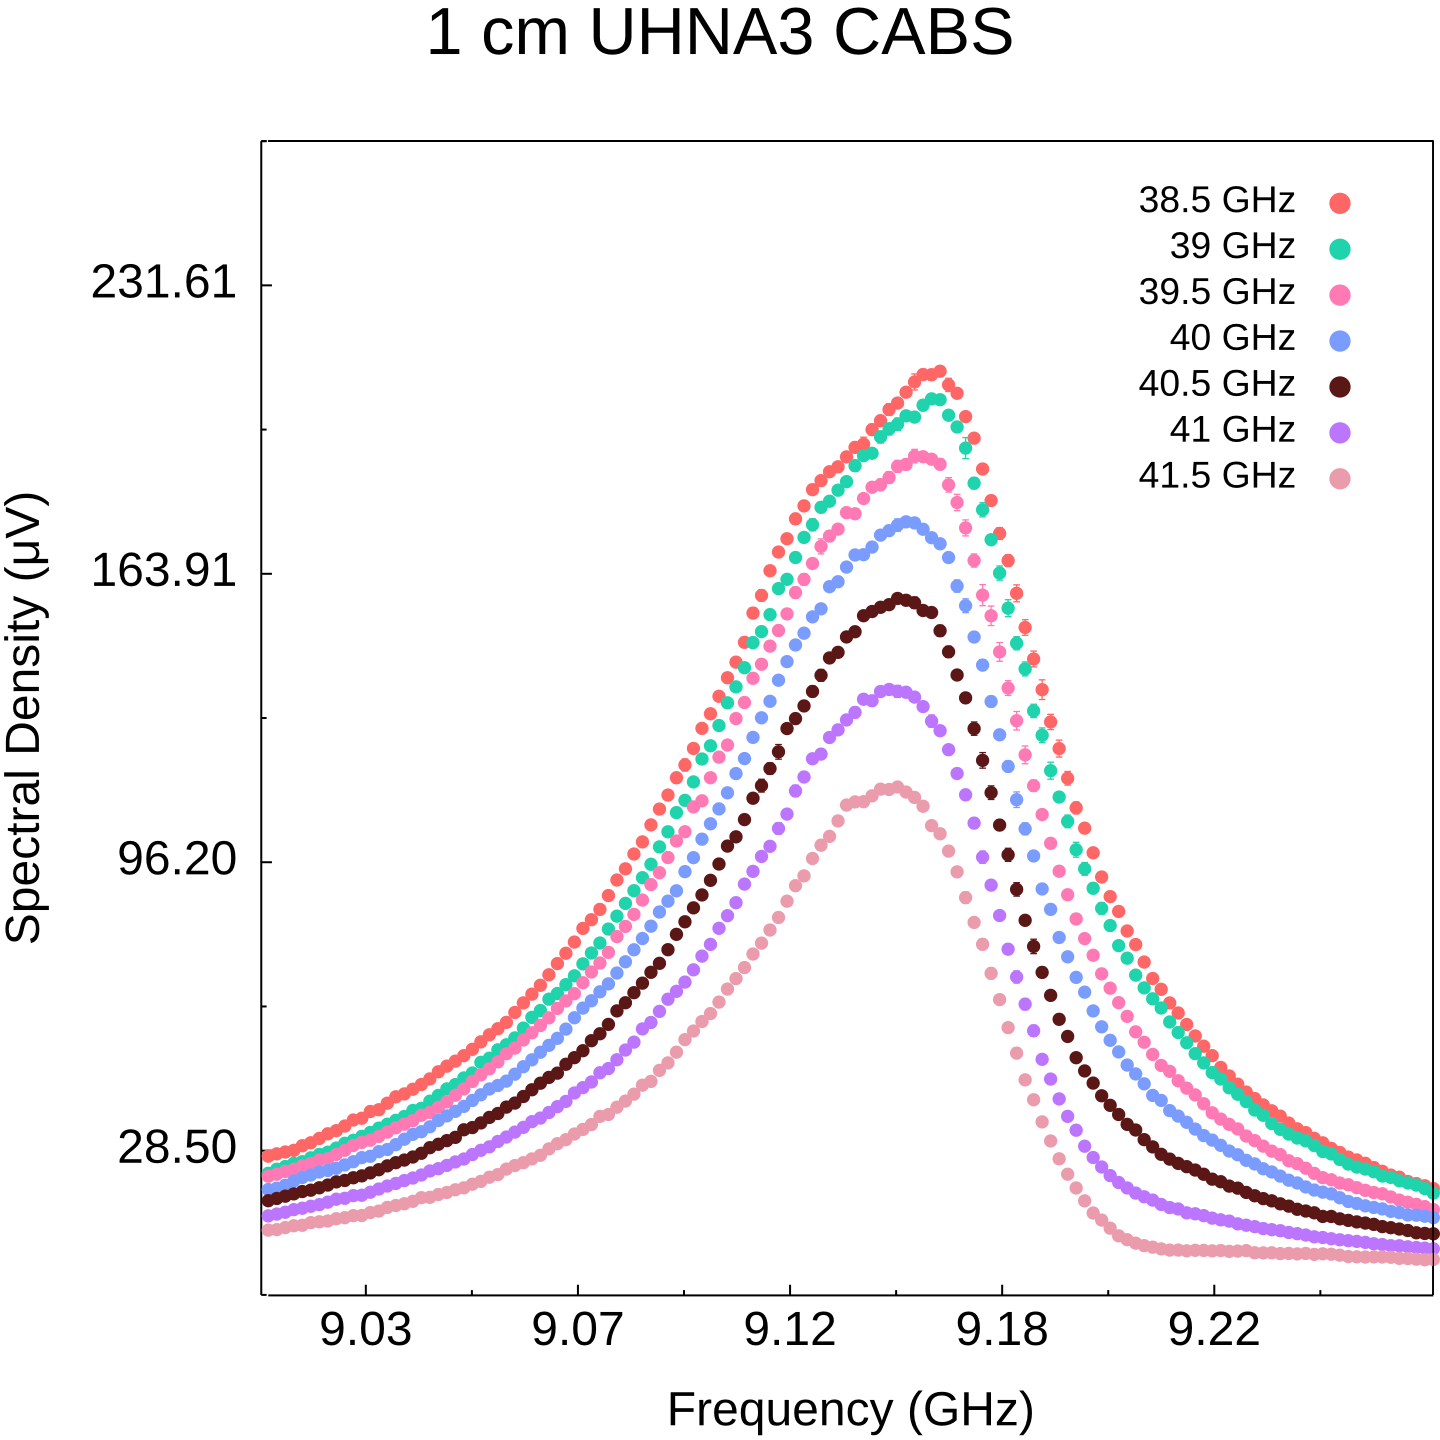 1 cm UHNA3 CABS
38.5 GHz
39 GHz
39.5 GHz
40 GHz
40.5 GHz
41 GHz
41.5 GHz
231.61
163.91
96.20
28.50
Spectral Density (μV)
9.03
9.07
9.12
9.18
9.22
Frequency (GHz)